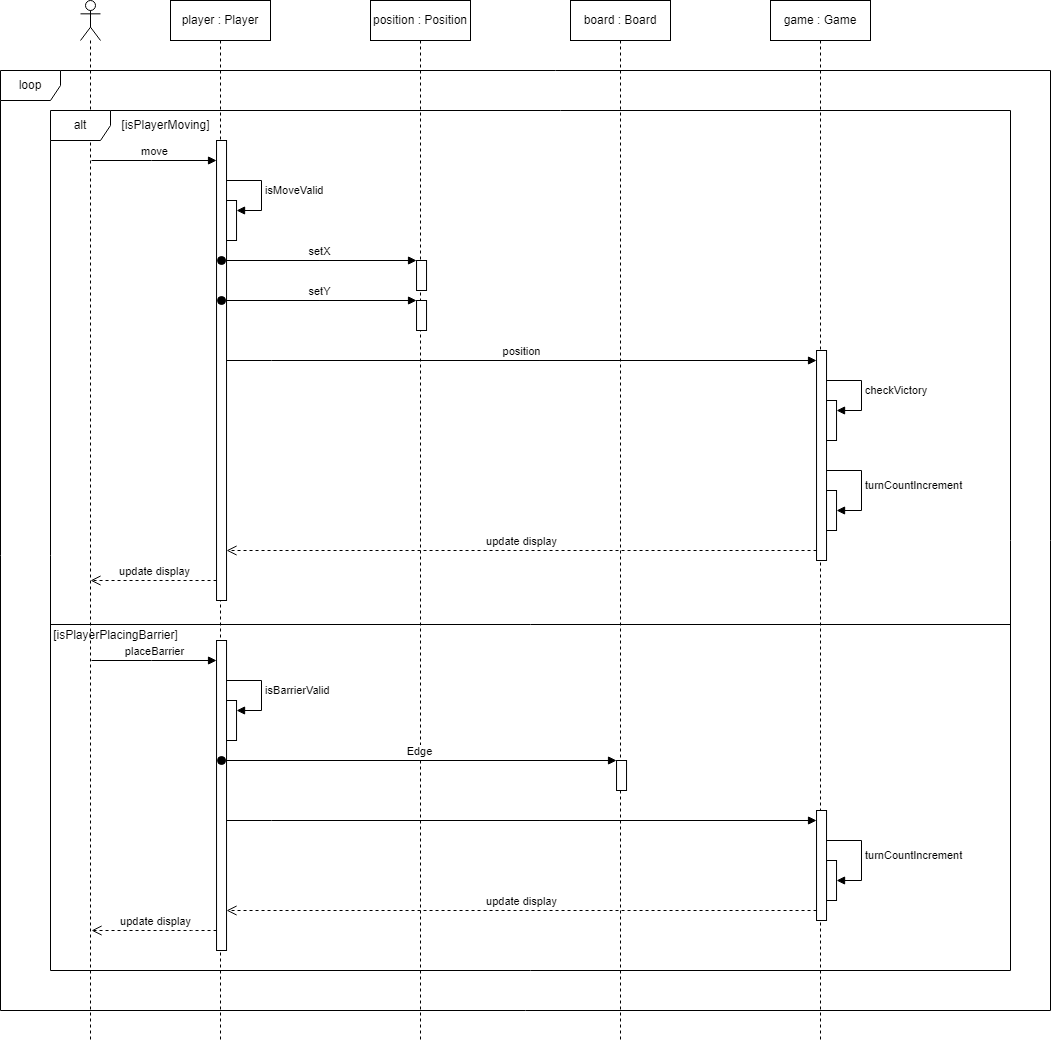 player : Player
position : Position
board : Board
game : Game
loop
alt
[isPlayerMoving]
move
isMoveValid
setX
setY
position
checkVictory
turnCountIncrement
update display
update display
[isPlayerPlacingBarrier]
placeBarrier
isBarrierValid
Edge
turnCountIncrement
update display
update display